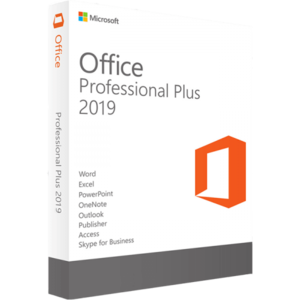 Microsoft
Office
Professional Plus
2019
Word
Excel
PowerPoint
OneNote
Outlook
Publisher
Access
Skype for Business
Office
Professional Plus 2019